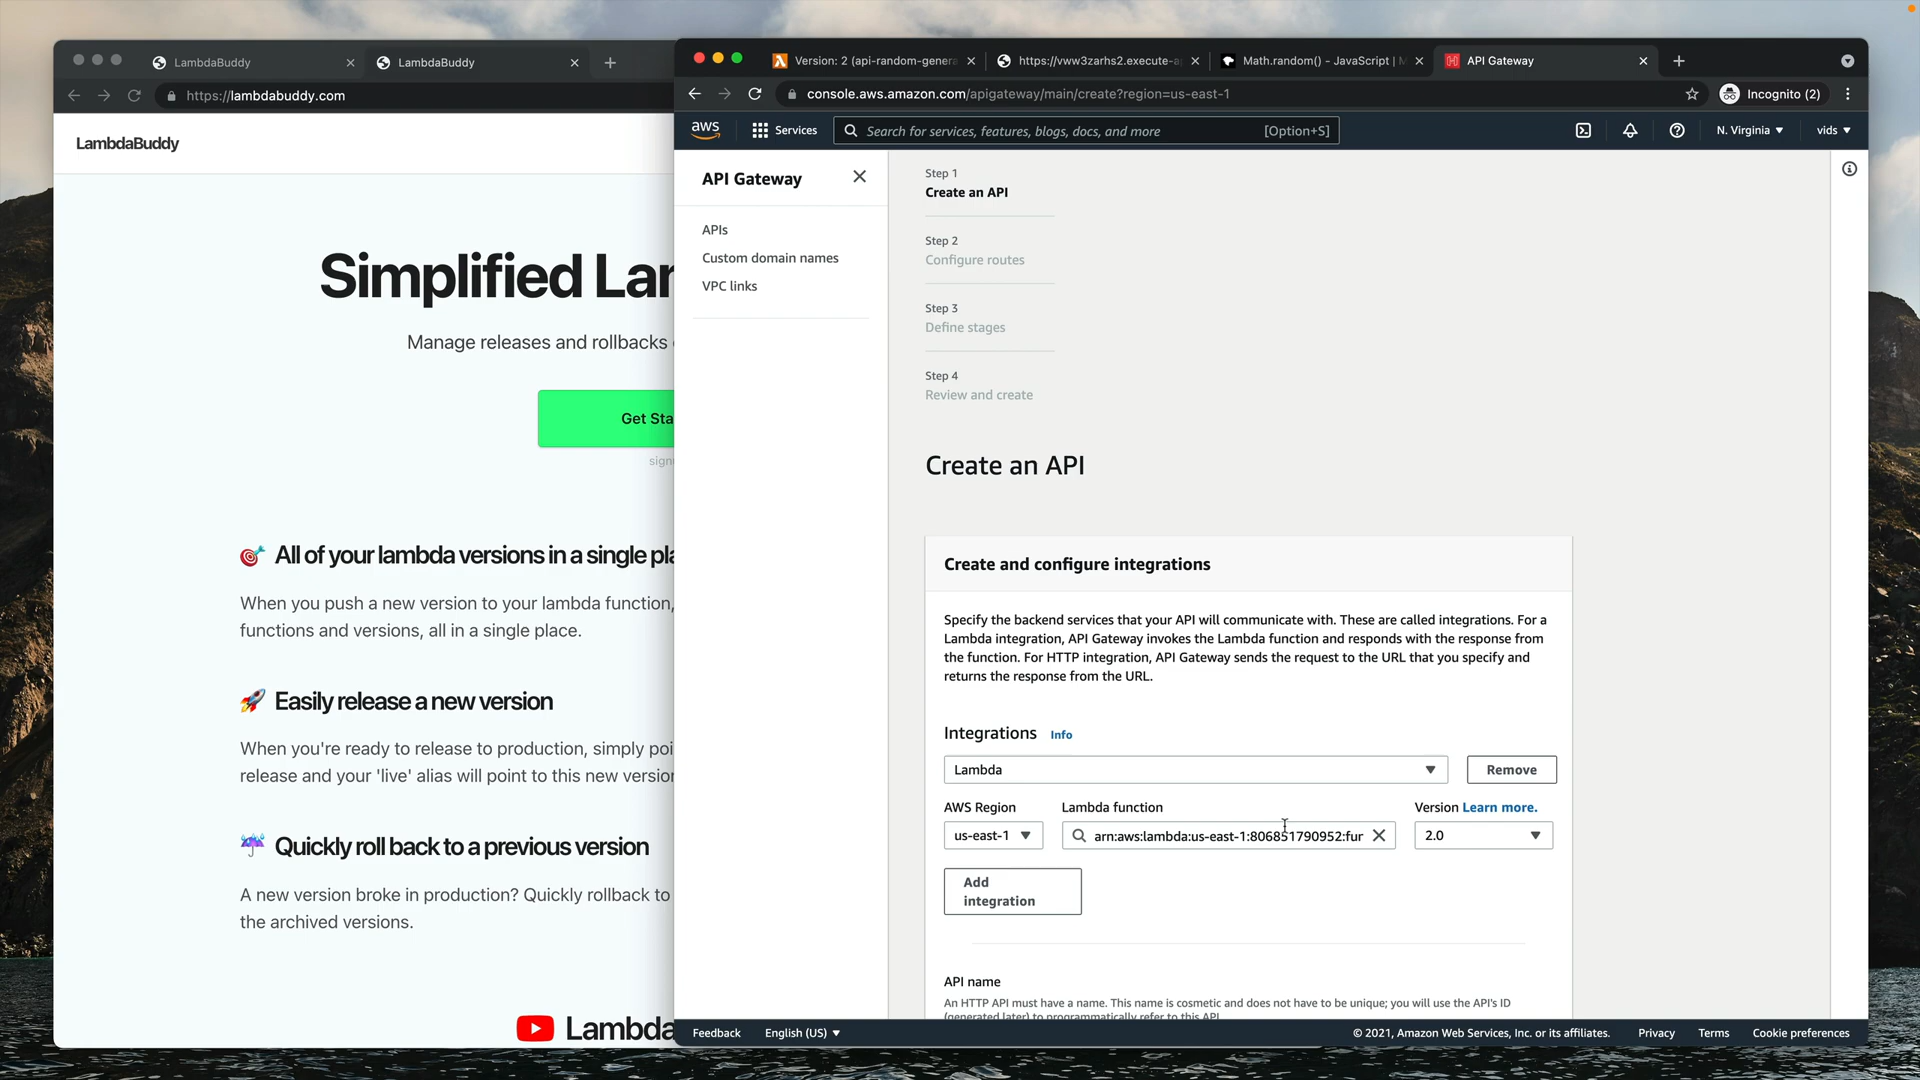 LambdaBuddy
LambdaBuddy
https://lambdabuddy.com
LambdaBuddy
Simplified Lar
Manage releases and rollbacks
Get Sta
sign
All of your lambda versions in a single pla
When you push a new version to your lambda function,
functions and versions, all in a single place.
Easily release a new version
When you're ready to release to production, simply poi
release and your 'live' alias will point to this new version
Quickly roll back to a previous version
A new version broke in production? Quickly rollback to
the archived versions.
Lambda
Version: 2 (api-random-genera
https://vww3zarhs2.execute-a
Math.random() - JavaScript | M
API Gateway
console.aws.amazon.com/apigateway/main/create?region=us-east-1
Incognito (2)
aws
Services
Search for services, features, blogs, docs, and more
[Option+S]
N. Virginia
vids
API Gateway
APIs
Custom domain names
VPC links
Step 1
Create an API
Step 2
Configure routes
Step 3
Define stages
Step 4
Review and create
Create an API
Create and configure integrations
Specify the backend services that your API will communicate with. These are called integrations. For a
Lambda integration, API Gateway invokes the Lambda function and responds with the response from
the function. For HTTP integration, API Gateway sends the request to the URL that you specify and
returns the response from the URL.
Integrations Info
Lambda
Remove
AWS Region
Lambda function
Version Learn more.
us-east-1
arn:aws:lambda:us-east-1:806851790952:fur
2.0
Add
integration
API name
An HTTP API must have a name. This name is cosmetic and does not have to be unique; you will use the API's ID
(generated later) to programmatically refer to this API.
Feedback
English (US)
© 2021, Amazon Web Services, Inc. or its affiliates.
Privacy
Terms
Cookie preferences